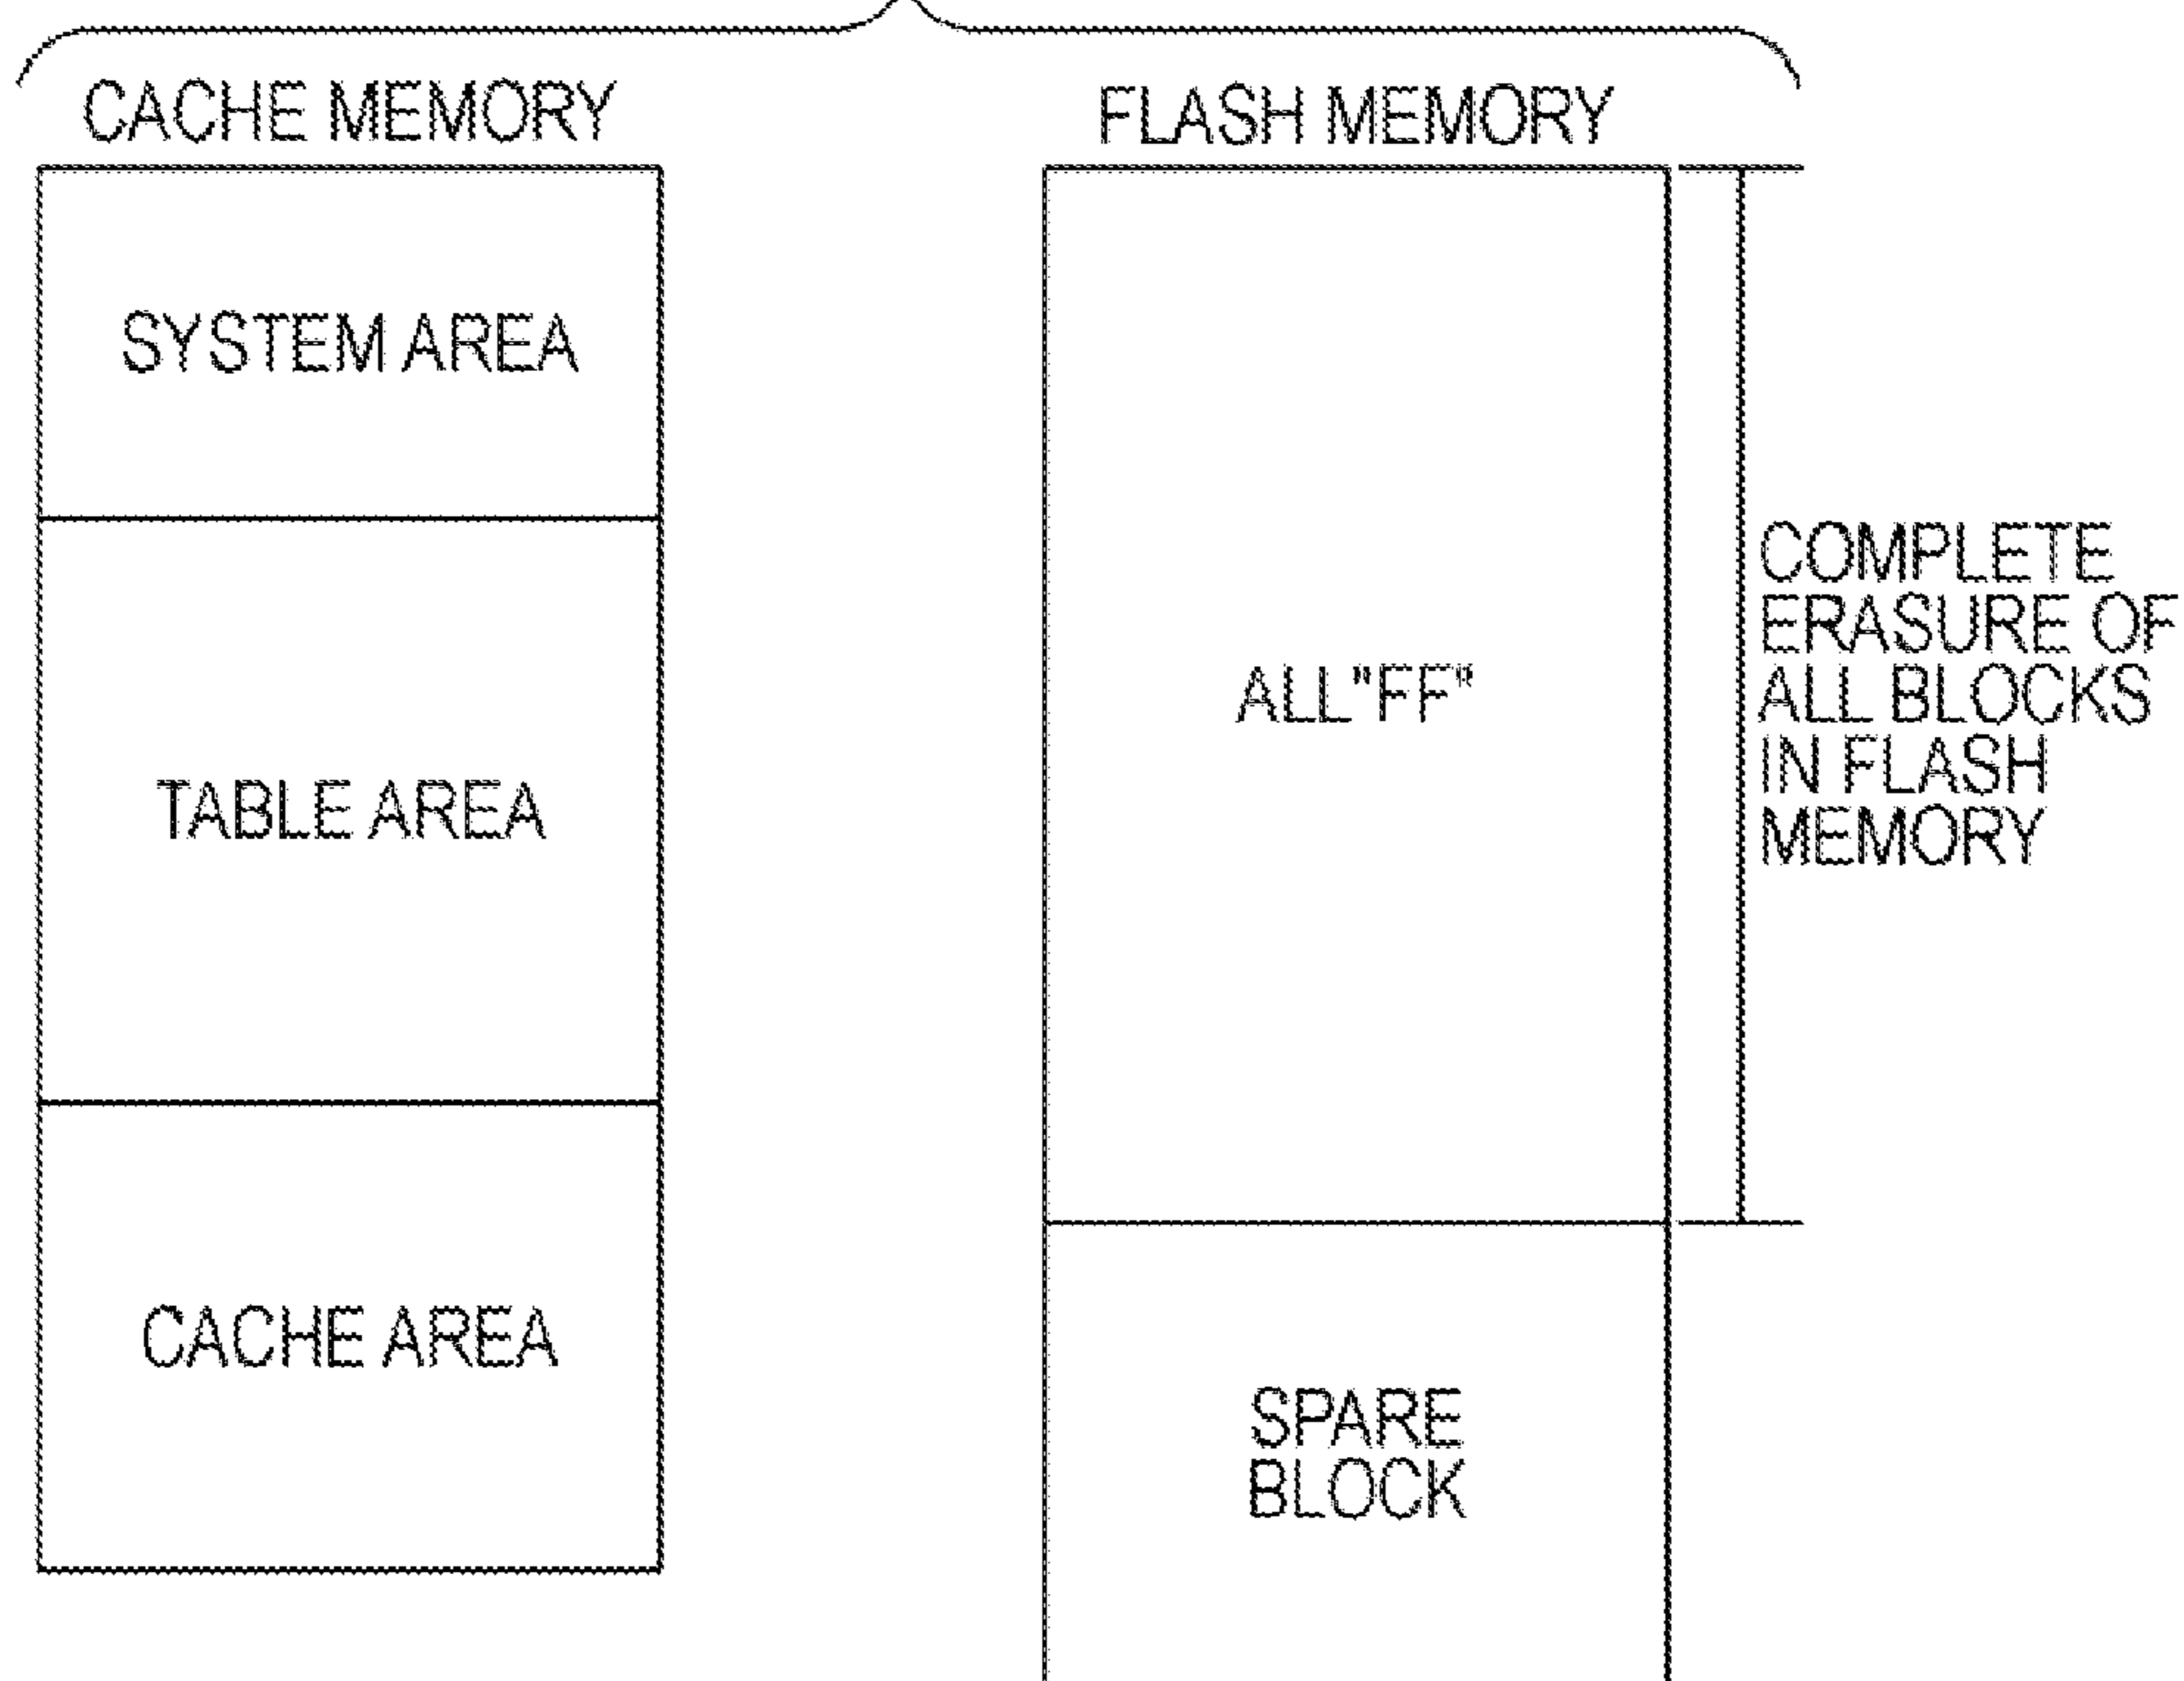 CACHE MEMORY
SYSTEM AREA
TABLE AREA
CACHE AREA
FLASH MEMORY
ALL"FF"
SPARE
BLOCK
COMPLETE
ERASURE OF
ALL BLOCKS
IN FLASH
MEMORY